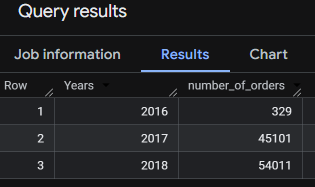 Query results
Job information Results Chart
Row Years number_of_orders
1 2016 329
2 2017 45101
3 2018 54011